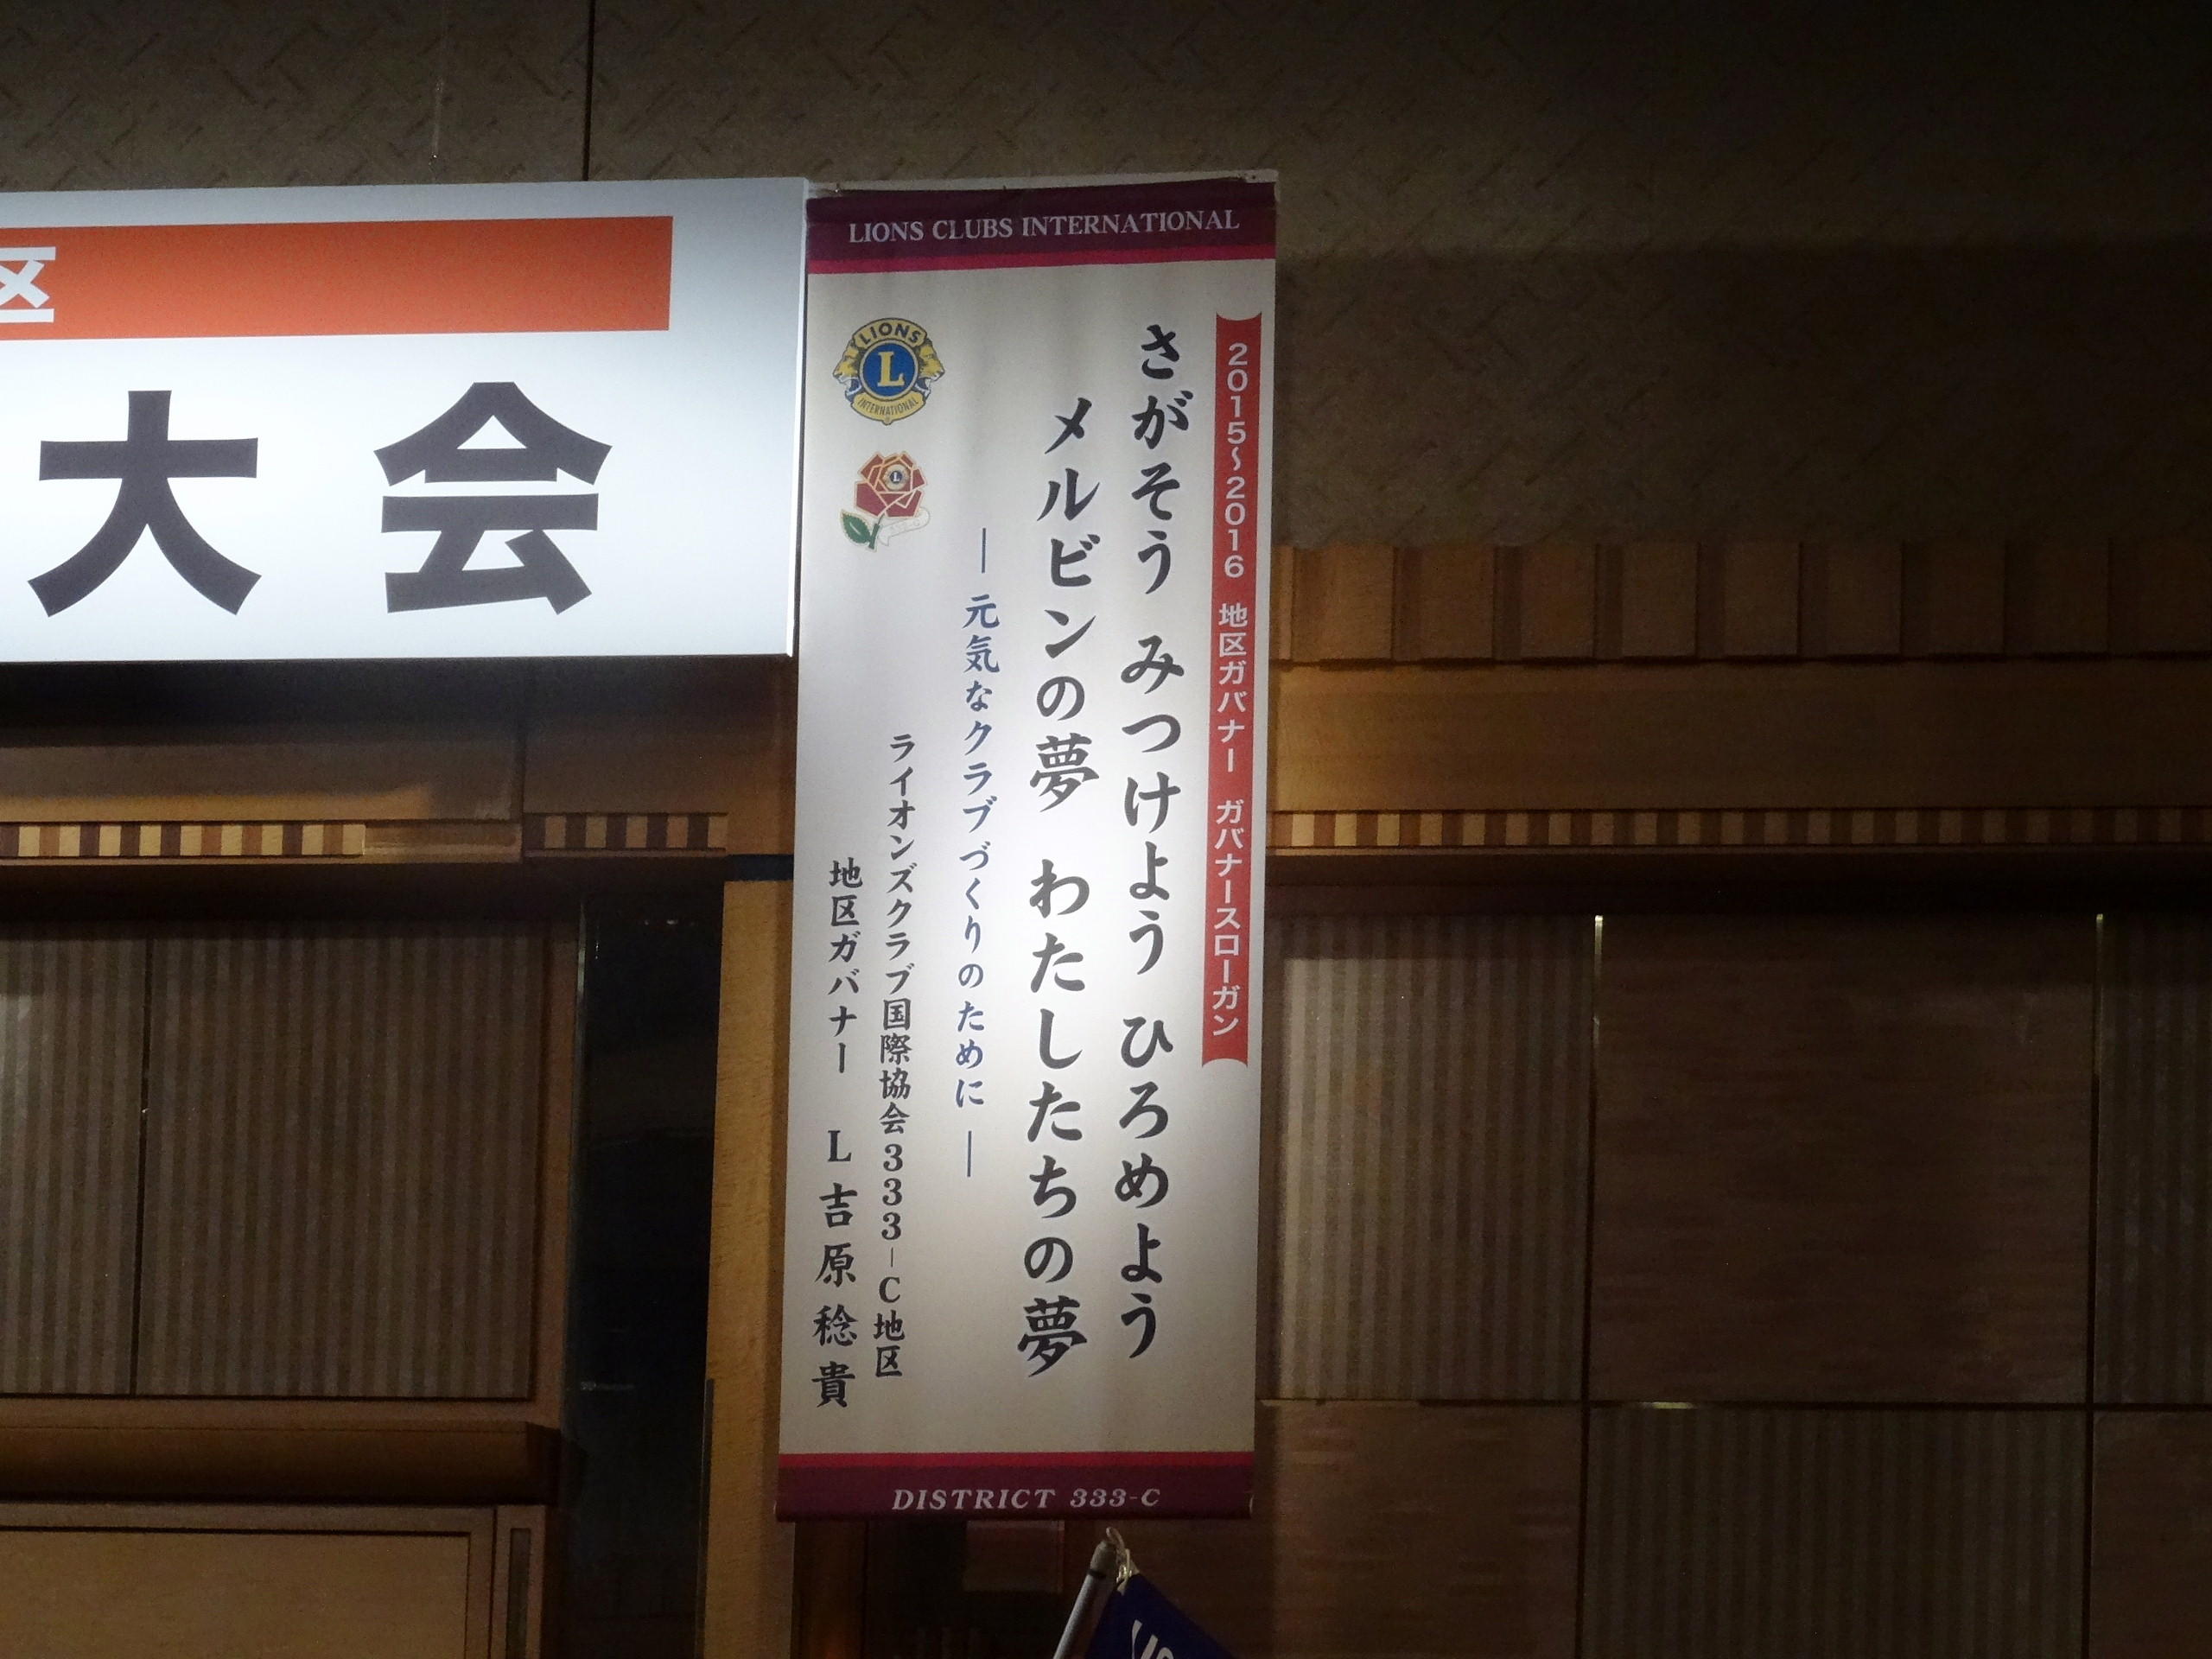 区
大会
LIONS CLUBS INTERNATIONAL
2015~2016 地区ガバナー ガバナースローガン
さがそう みつけよう ひろめよう
メルビンの夢 わたしたちの夢
― 元気なクラブづくりのために ―
ライオンズクラブ国際協会333-C地区
地区ガバナー L 吉原稔貴
LIONS
L
INTERNATIONAL
L
DISTRICT 333-C